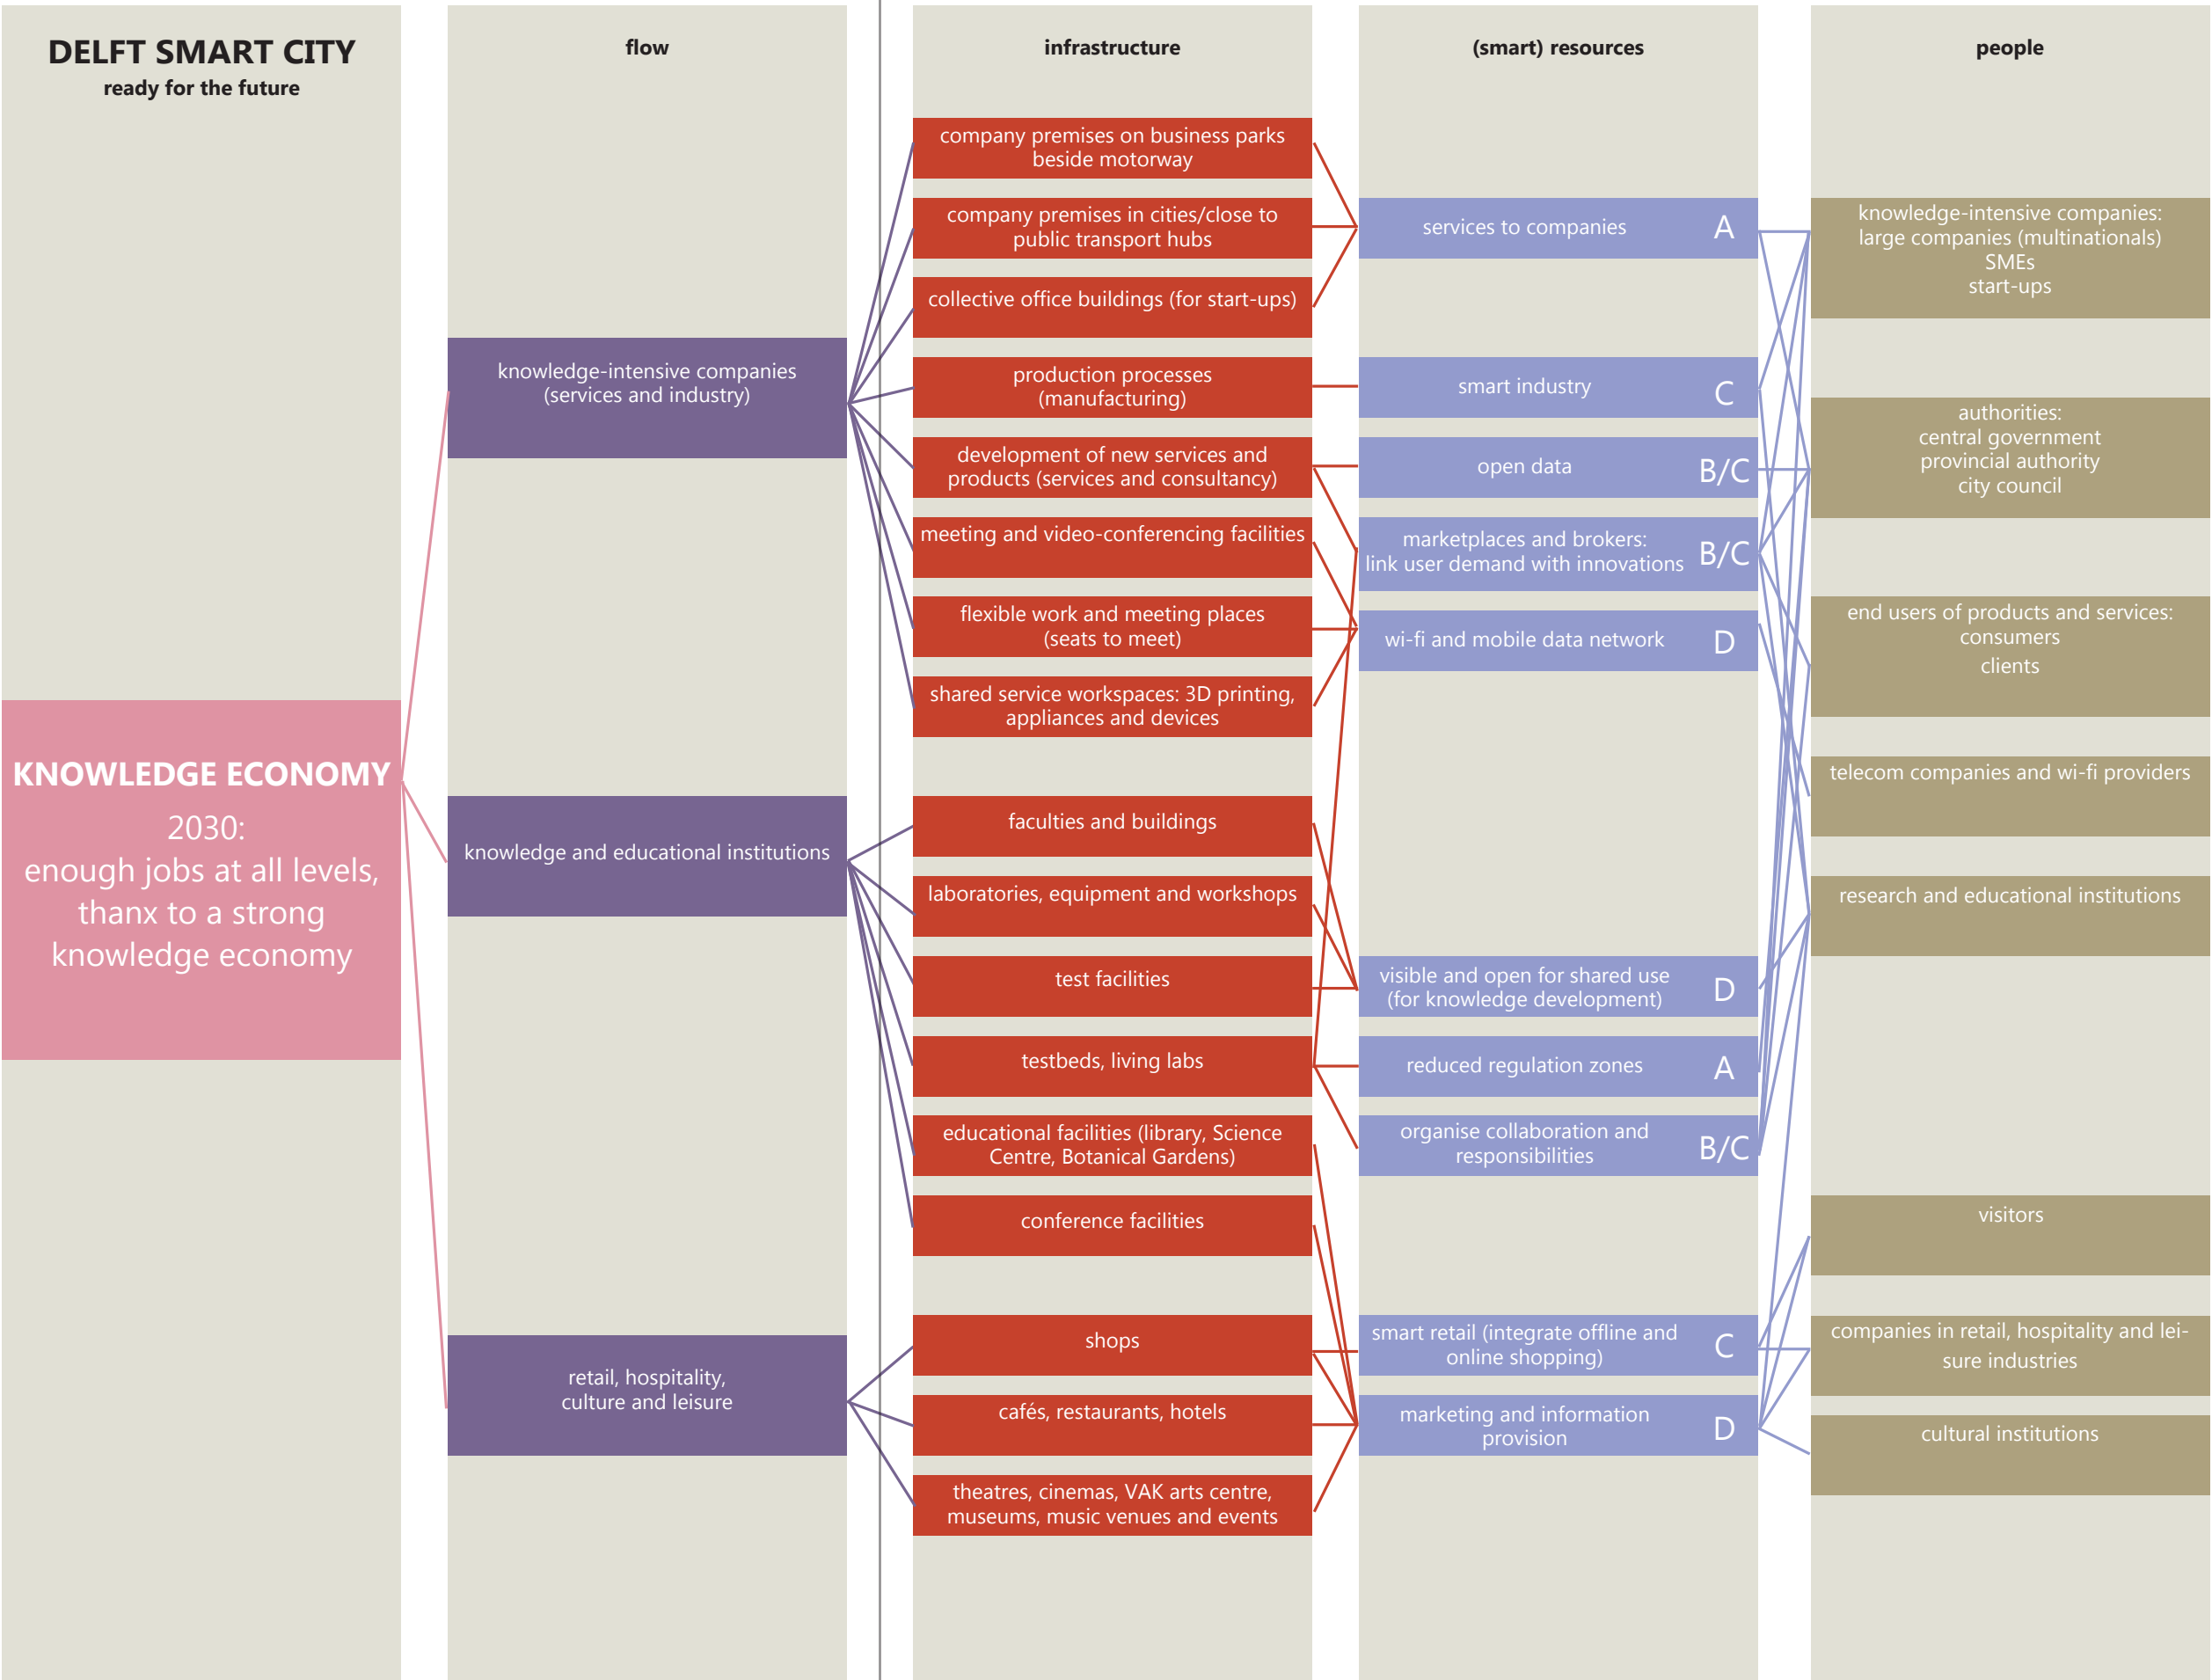 DELFT SMART CITY
ready for the future
KNOWLEDGE ECONOMY
2030:
enough jobs at all levels,
thanx to a strong
knowledge economy
flow
knowledge-intensive companies
(services and industry)
knowledge and educational institutions
retail, hospitality,
culture and leisure
infrastructure
company premises on business parks
beside motorway
company premises in cities/close to
public transport hubs
collective office buildings (for start-ups)
production processes
(manufacturing)
development of new services and
products (services and consultancy)
meeting and video-conferencing facilities
flexible work and meeting places
(seats to meet)
shared service workspaces: 3D printing,
appliances and devices
faculties and buildings
laboratories, equipment and workshops
test facilities
testbeds, living labs
educational facilities (library, Science
Centre, Botanical Gardens)
conference facilities
shops
cafés, restaurants, hotels
theatres, cinemas, VAK arts centre,
museums, music venues and events
(smart) resources
services to companies A
smart industry C
open data B/C
marketplaces and brokers:
link user demand with innovations B/C
wi-fi and mobile data network D
visible and open for shared use
(for knowledge development) D
reduced regulation zones A
organise collaboration and
responsibilities B/C
smart retail (integrate offline and
online shopping) C
marketing and information
provision D
people
knowledge-intensive companies:
large companies (multinationals)
SMEs
start-ups
authorities:
central government
provincial authority
city council
end users of products and services:
consumers
clients
telecom companies and wi-fi providers
research and educational institutions
visitors
companies in retail, hospitality and lei-
sure industries
cultural institutions